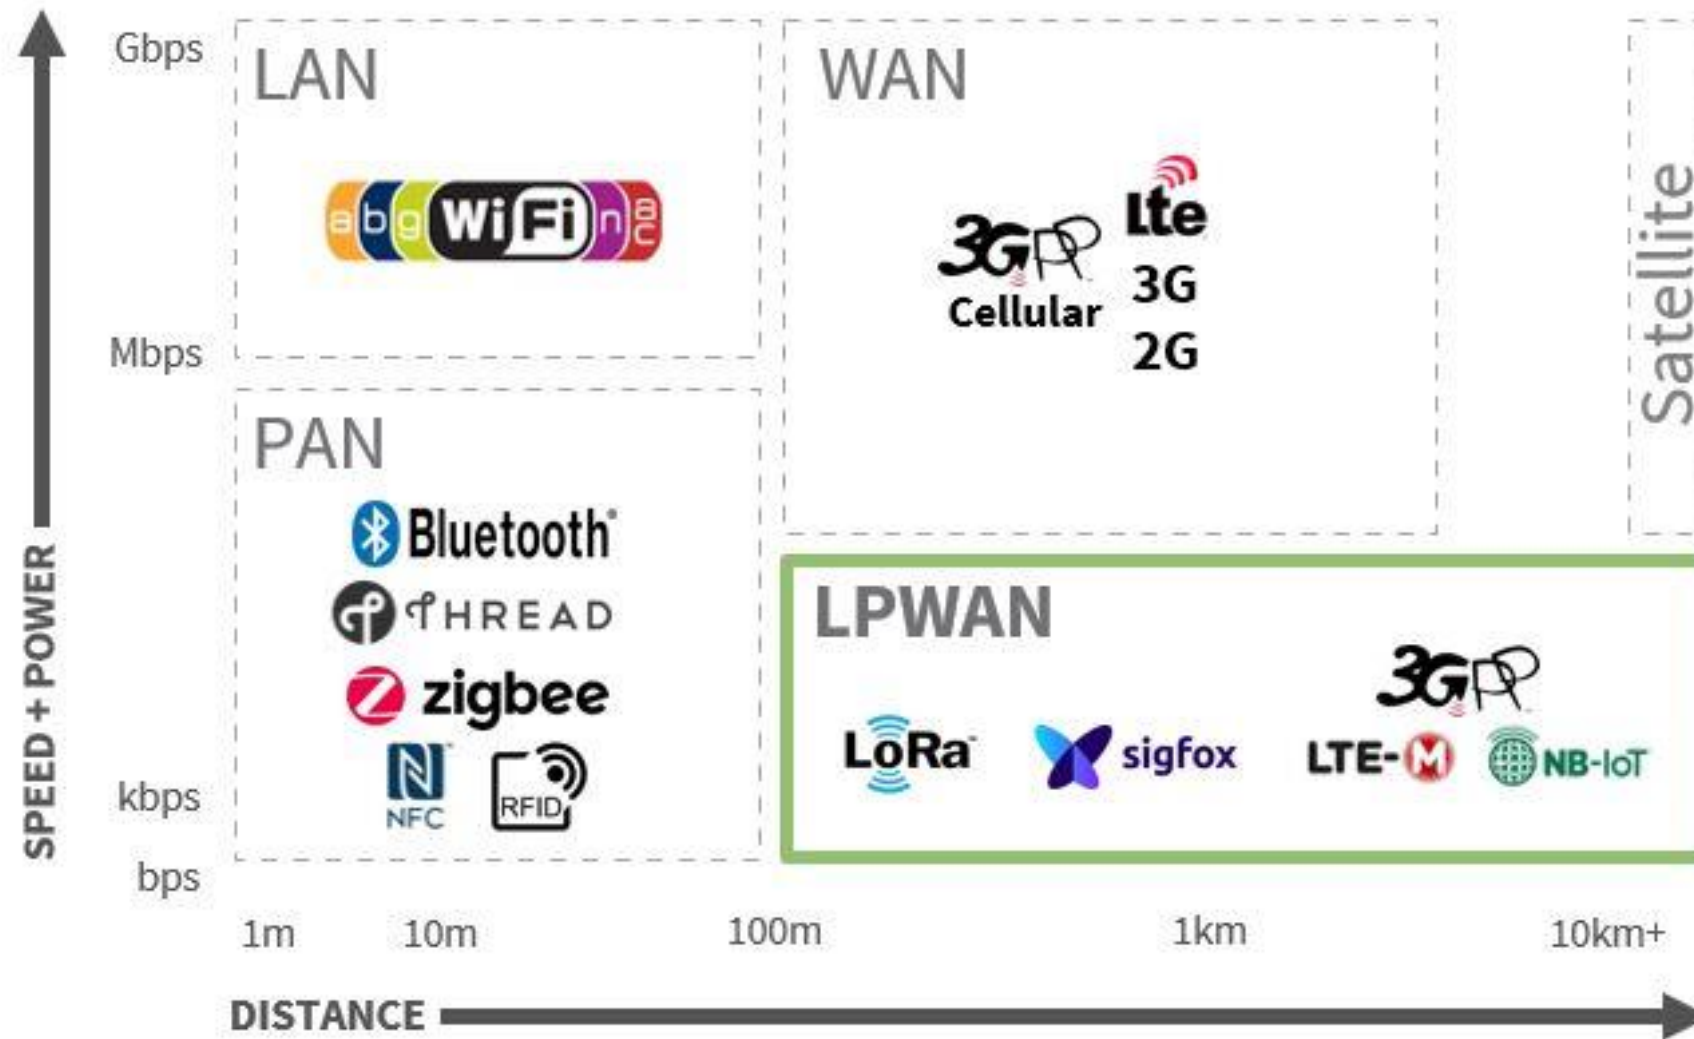 Gbps
LAN
WAN
Satellite
abg WiFi n ac
3GPP
Cellular
Lte
3G
2G
Mbps
PAN
Bluetooth
THREAD
zigbee
NFC
RFID
LPWAN
LoRa
sigfox
3GPP
LTE-M
NB-IoT
kbps
bps
SPEED + POWER
1m 10m 100m 1km 10km+
DISTANCE